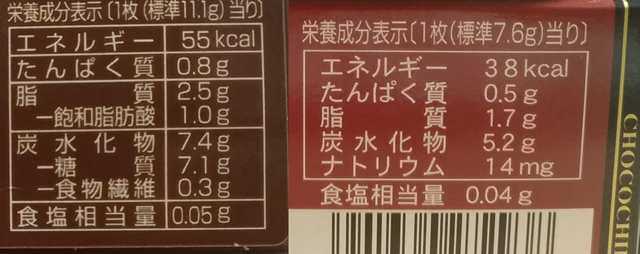 栄養成分表示〔1枚(標準11.1g)当り〕
エネルギー 55kcal
たんぱく質 0.8g
脂質 2.5g
─飽和脂肪酸 1.0g
炭水化物 7.4g
─糖質 7.1g
─食物繊維 0.3g
食塩相当量 0.05g
栄養成分表示〔1枚(標準7.6g)当り〕
エネルギー 38kcal
たんぱく質 0.5g
脂質 1.7g
炭水化物 5.2g
ナトリウム 14mg
食塩相当量 0.04g
CHOCOCHI